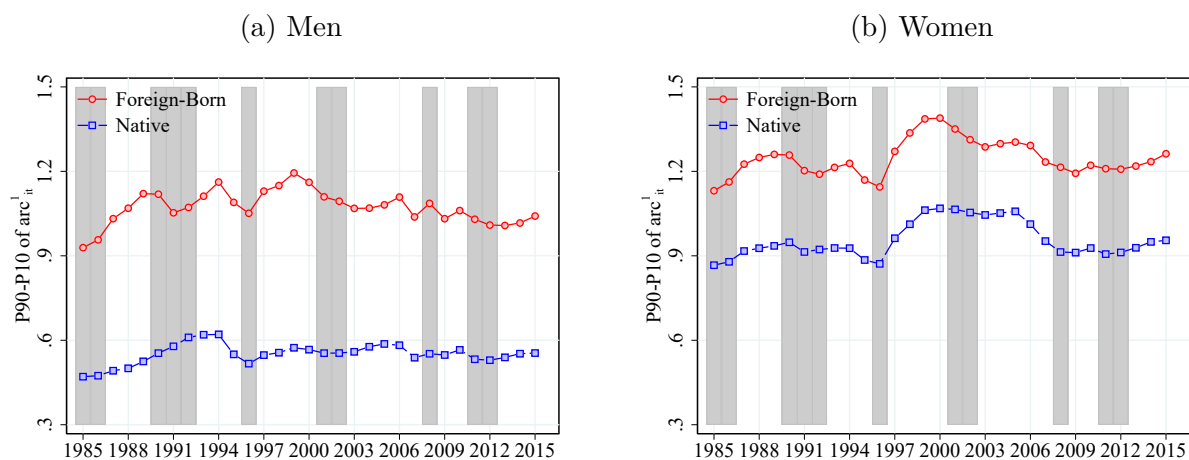 (a) Men
1.5
1.2
.9
.6
.3
P90-P10 of arc¹ᵢₜ
Foreign-Born
Native
1985 1988 1991 1994 1997 2000 2003 2006 2009 2012 2015
(b) Women
1.5
1.2
.9
.6
.3
P90-P10 of arc¹ᵢₜ
Foreign-Born
Native
1985 1988 1991 1994 1997 2000 2003 2006 2009 2012 2015